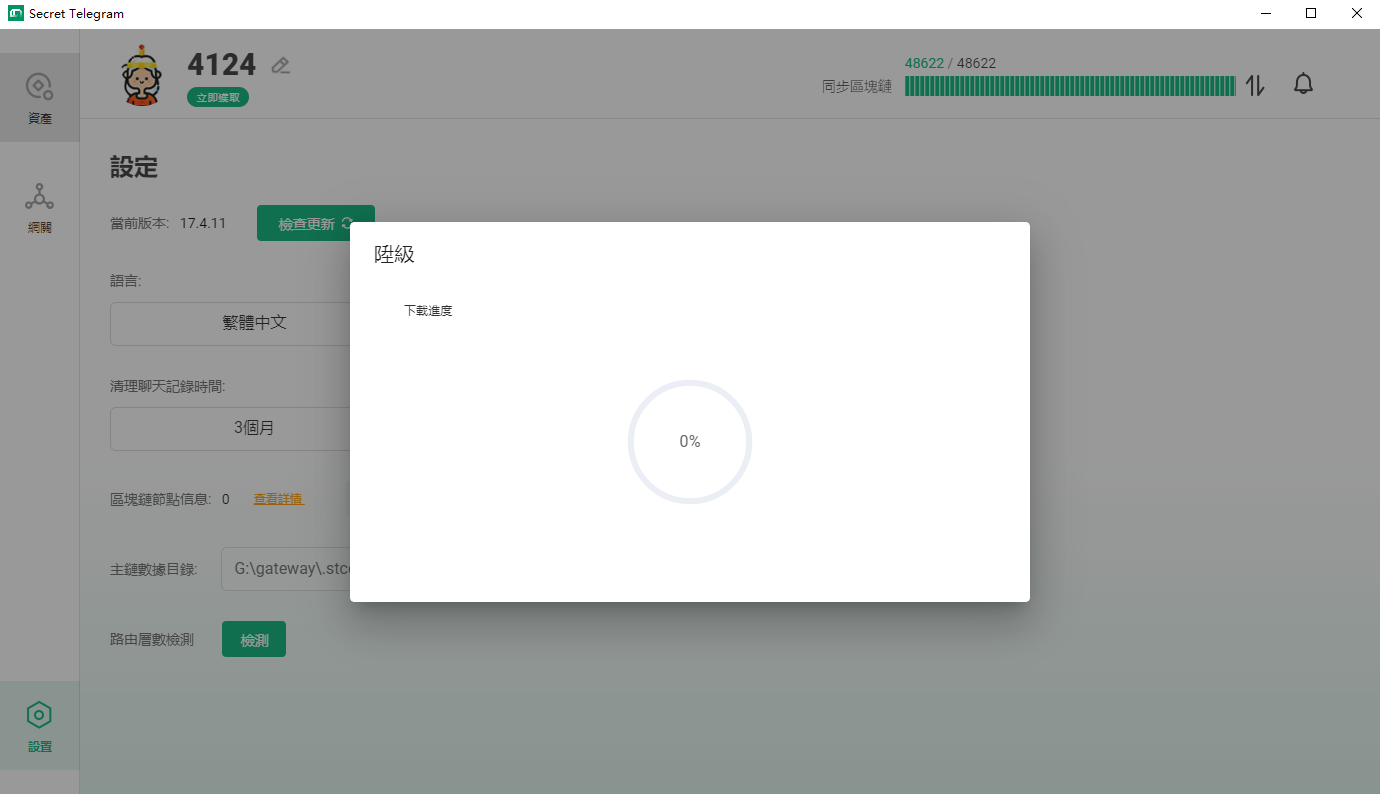 Secret Telegram
4124
立即獲取
48622 / 48622
同步區塊鏈
資產
網關
設置
設定
當前版本: 17.4.11
檢查更新
語言:
繁體中文
清理聊天記錄時間:
3個月
區塊鏈節點信息: 0 查看詳情
主鏈數據目錄: G:\gateway\.stc
路由層數檢測 檢測
陞級
下載進度
0%